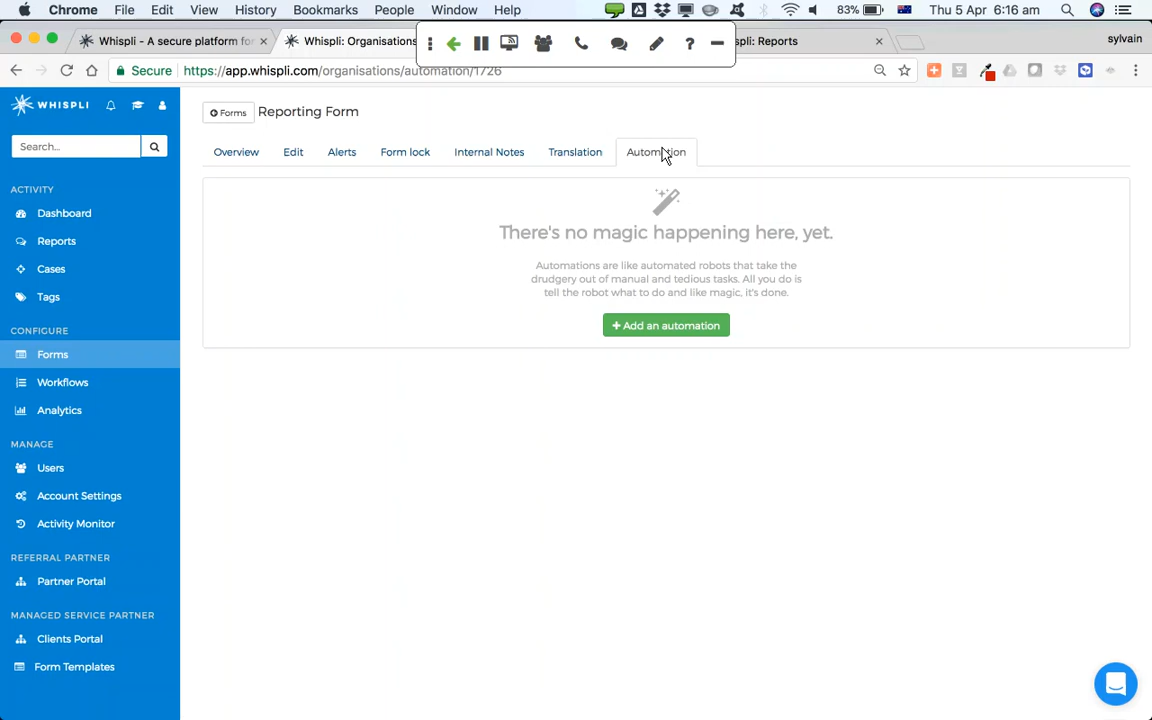 Chrome File Edit View History Bookmarks People Window Help 83% Thu 5 Apr 6:16 am
Whispli - A secure platform for
Whispli: Organisations
spli: Reports
sylvain
Secure https://app.whispli.com/organisations/automation/1726
WHISPLI
Search...
ACTIVITY
Dashboard
Reports
Cases
Tags
CONFIGURE
Forms
Workflows
Analytics
MANAGE
Users
Account Settings
Activity Monitor
REFERRAL PARTNER
Partner Portal
MANAGED SERVICE PARTNER
Clients Portal
Form Templates
Forms Reporting Form
Overview Edit Alerts Form lock Internal Notes Translation Automation
There's no magic happening here, yet.
Automations are like automated robots that take the
drudgery out of manual and tedious tasks. All you do is
tell the robot what to do and like magic, it's done.
+ Add an automation